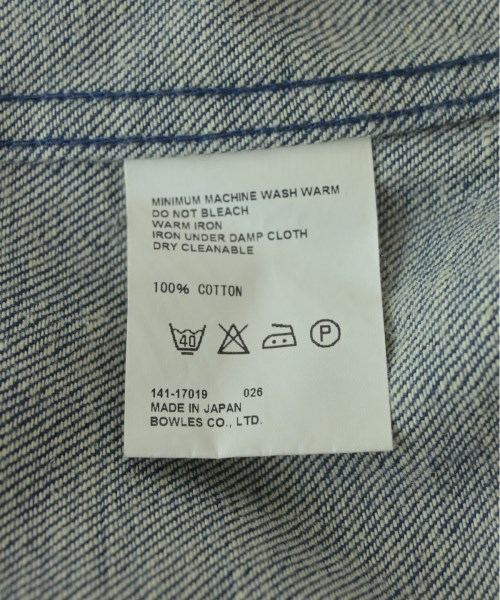 MINIMUM MACHINE WASH WARM
DO NOT BLEACH
WARM IRON
IRON UNDER DAMP CLOTH
DRY CLEANABLE
100% COTTON
40 P
141-17019 026
MADE IN JAPAN
BOWLES CO., LTD.